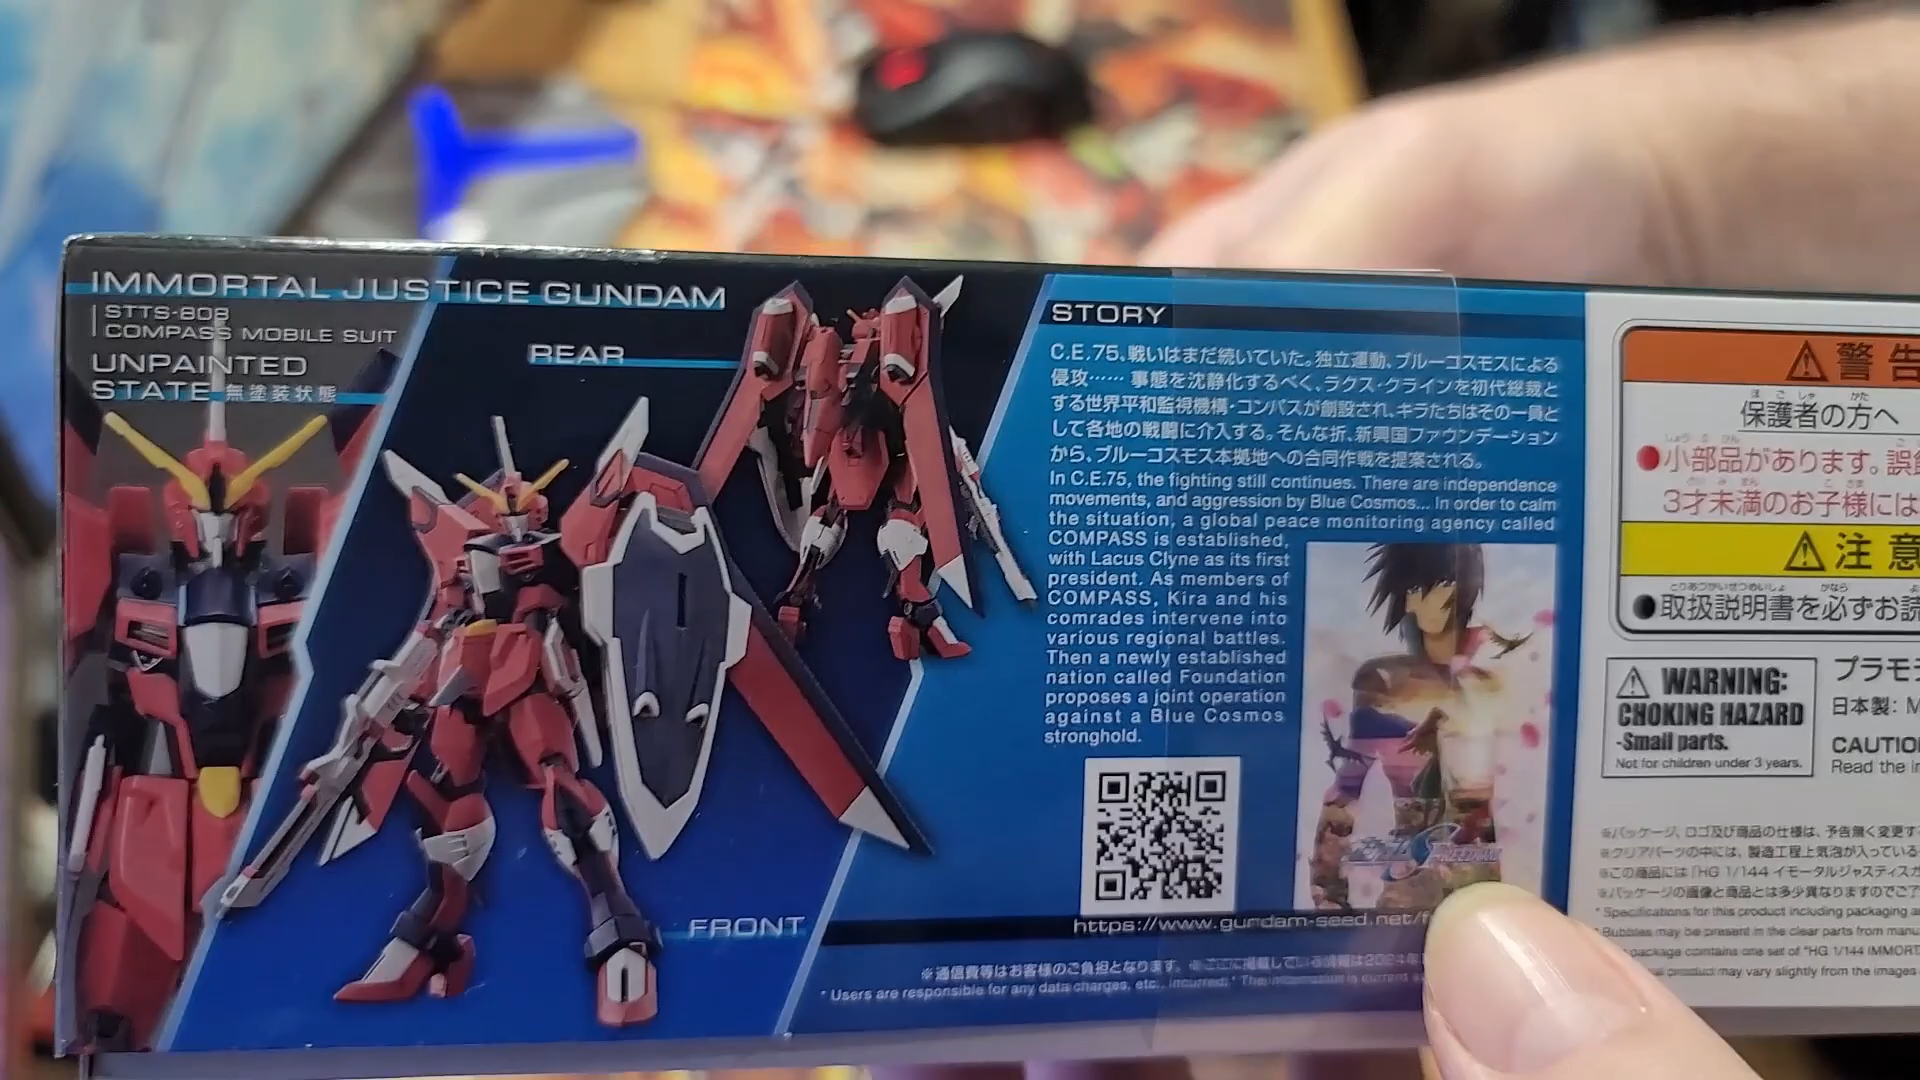 IMMORTAL JUSTICE GUNDAM
STTS-808
COMPASS MOBILE SUIT
UNPAINTED
STATE 無塗装状態
REAR
FRONT
STORY
C.E.75、戦いはまだ続いていた。独立運動、ブルーコスモスによる
侵攻…… 事態を沈静化するべく、ラクス・クラインを初代総裁と
する世界平和監視機構・コンパスが創設され、キラたちはその一員と
して各地の戦闘に介入する。そんな折、新興国ファウンデーション
から、ブルーコスモス本拠地への合同作戦を提案される。
In C.E.75, the fighting still continues. There are independence
movements, and aggression by Blue Cosmos... In order to calm
the situation, a global peace monitoring agency called
COMPASS is established,
with Lacus Clyne as its first
president. As members of
COMPASS, Kira and his
comrades intervene into
various regional battles.
Then a newly established
nation called Foundation
proposes a joint operation
against a Blue Cosmos
stronghold.
https://www.gundam-seed.net/f
※通信費等はお客様のご負担となります。 ※ここに掲載している情報は2024年
* Users are responsible for any data charges, etc., incurred. * The information is current
警告
保護者の方へ
小部品があります。誤
3才未満のお子様には
注意
取扱説明書を必ずお読
WARNING:
CHOKING HAZARD
-Small parts.
Not for children under 3 years.
プラモデ
日本製: M
CAUTIO
Read the in
※パッケージ、ロゴ及び商品の仕様は、予告無く変更す
※クリアパーツの中には、製造工程上気泡が入っている
※この商品には「HG 1/144 イモータルジャスティスガ
※パッケージの画像と商品とは多少異なりますのでご了
* Specifications for this product including packaging a
* Bubbles may be present in the clear parts from manu
package contains one set of "HG 1/144 IMMORT
product may vary slightly from the images